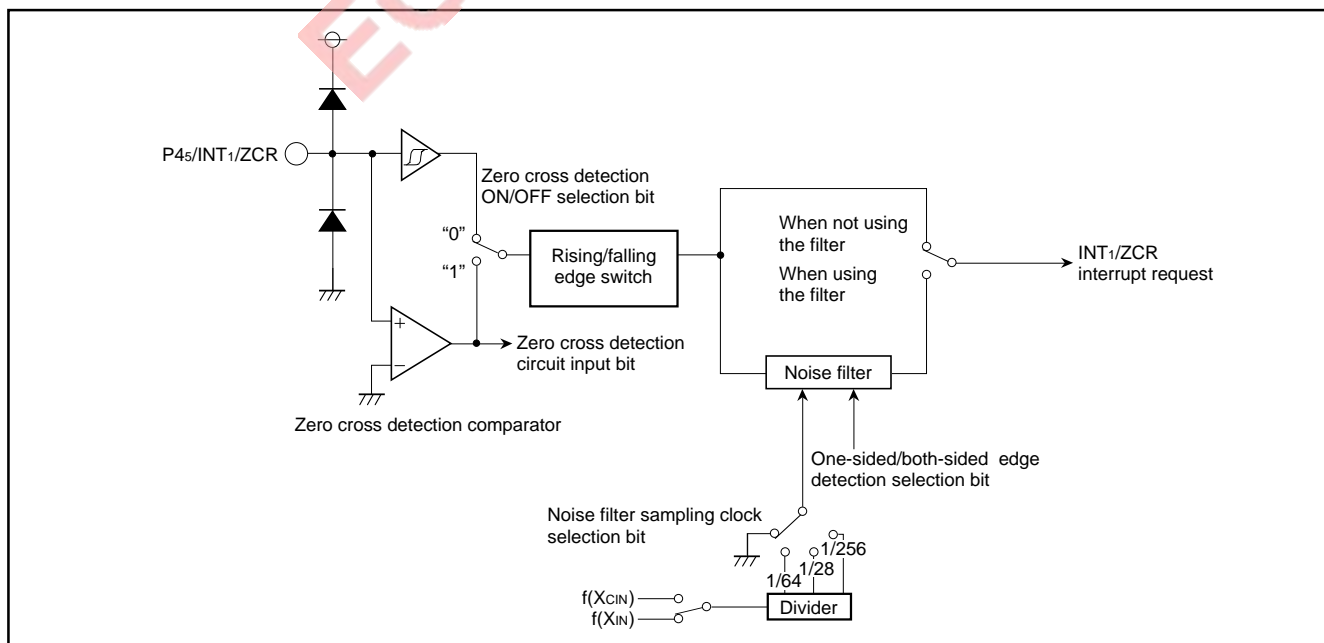 EC
P45/INT1/ZCR
Zero cross detection
ON/OFF selection bit
"0"
"1"
Rising/falling
edge switch
When not using
the filter
When using
the filter
INT1/ZCR
interrupt request
+
−
Zero cross detection
circuit input bit
Noise filter
Zero cross detection comparator
One-sided/both-sided edge
detection selection bit
Noise filter sampling clock
selection bit
1/64
1/28
1/256
f(XCIN)
f(XIN)
Divider